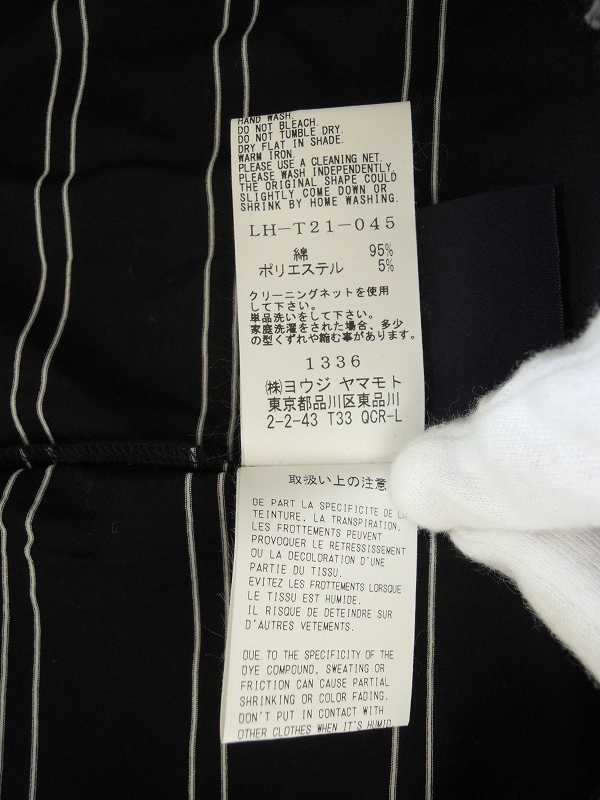 HAND WASH.
DO NOT BLEACH.
DO NOT TUMBLE DRY.
DRY FLAT IN SHADE.
WARM IRON.
PLEASE USE A CLEANING NET.
PLEASE WASH INDEPENDENTLY.
THE ORIGINAL SHAPE COULD
SLIGHTLY COME DOWN OR
SHRINK BY HOME WASHING.
LH-T21-045
綿 95%
ポリエステル 5%
クリーニングネットを使用
して下さい。
単品洗いをして下さい。
家庭洗濯をされた場合、多少
の型くずれや縮む事があります。
1336
㈱ヨウジ ヤマモト
東京都品川区東品川
2-2-43 T33 QCR-L
取扱い上の注意
DE PART LA SPECIFICITE DE
TEINTURE, LA TRANSPIRATION,
LES FROTTEMENTS PEUVENT
PROVOQUER LE RETRESSISSEMENT
OU LA DECOLORATION D'UNE
PARTIE DU TISSU.
EVITEZ LES FROTTEMENTS LORSQUE
LE TISSU EST HUMIDE.
IL RISQUE DE DETEINDRE SUR
D'AUTRES VETEMENTS.
DUE TO THE SPECIFICITY OF THE
DYE COMPOUND, SWEATING OR
FRICTION CAN CAUSE PARTIAL
SHRINKING OR COLOR FADING.
DON'T PUT IN CONTACT WITH
OTHER CLOTHES WHEN IT'S HUMID